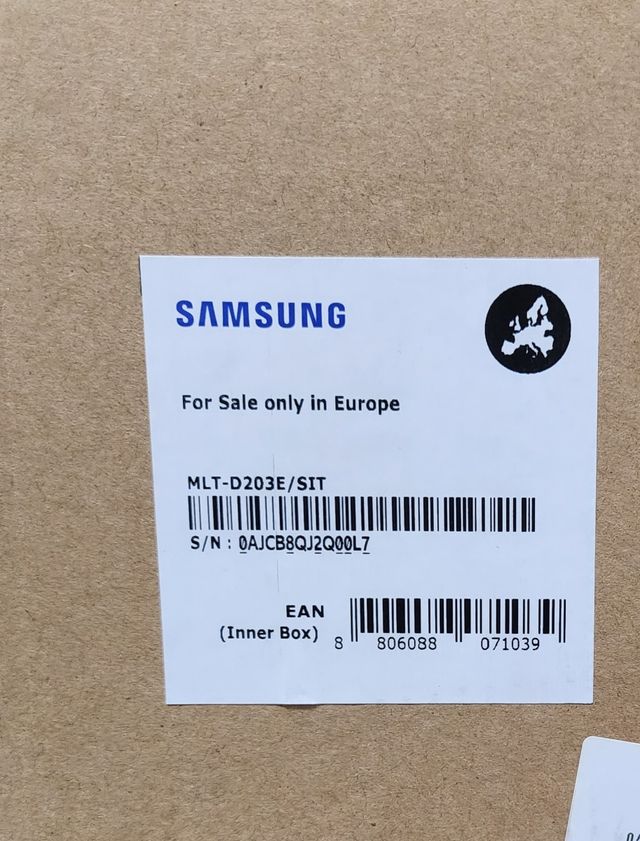 SAMSUNG
For Sale only in Europe
MLT-D203E/SIT
S/N : 0AJCB8QJ2Q00L7
EAN
(Inner Box)
8 806088 071039